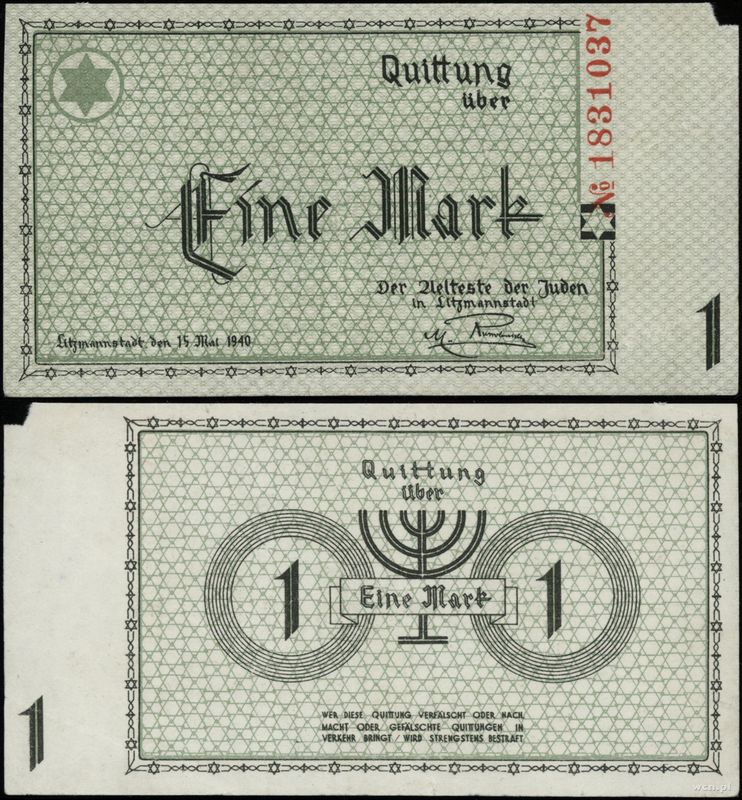 Quittung
über
Eine Mark
Der Aelteste der Juden
in Litzmannstadt
Litzmannstadt, den 15 Mai 1940
№ 1831037
1
Quittung
über
1
Eine Mark
1
WER DIESE QUITTUNG VERFÄLSCHT ODER NACH,
MACHT ODER GEFÄLSCHTE QUITTUNGEN IN
VERKEHR BRINGT/ WIRD STRENGSTENS BESTRAFT
1
wcn.pl